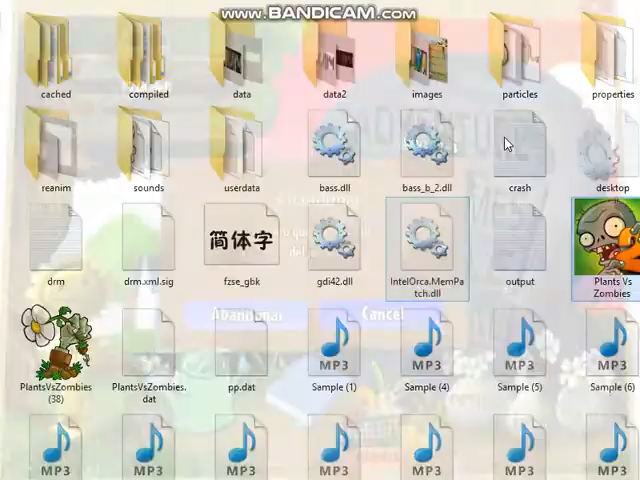 WWW.BANDICAM.COM
cached
compiled
data
data2
images
particles
properties
reanim
sounds
userdata
bass.dll
bass_b_2.dll
crash
desktop
drm
drm.xml.sig
简体字
fzse_gbk
gdi42.dll
IntelOrca.MemPa
tch.dll
output
Plants Vs
Zombies
PlantsVsZombies
(38)
PlantsVsZombies.
dat
pp.dat
MP3
Sample (1)
MP3
Sample (4)
MP3
Sample (5)
MP3
Sample (6)
Abandonar
Cancel
MP3
MP3
MP3
MP3
MP3
MP3
MP3